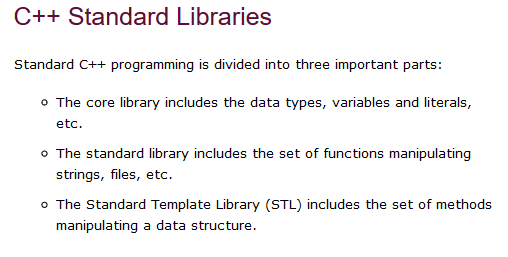 C++ Standard Libraries
Standard C++ programming is divided into three important parts:
The core library includes the data types, variables and literals,
etc.
The standard library includes the set of functions manipulating
strings, files, etc.
The Standard Template Library (STL) includes the set of methods
manipulating a data structure.